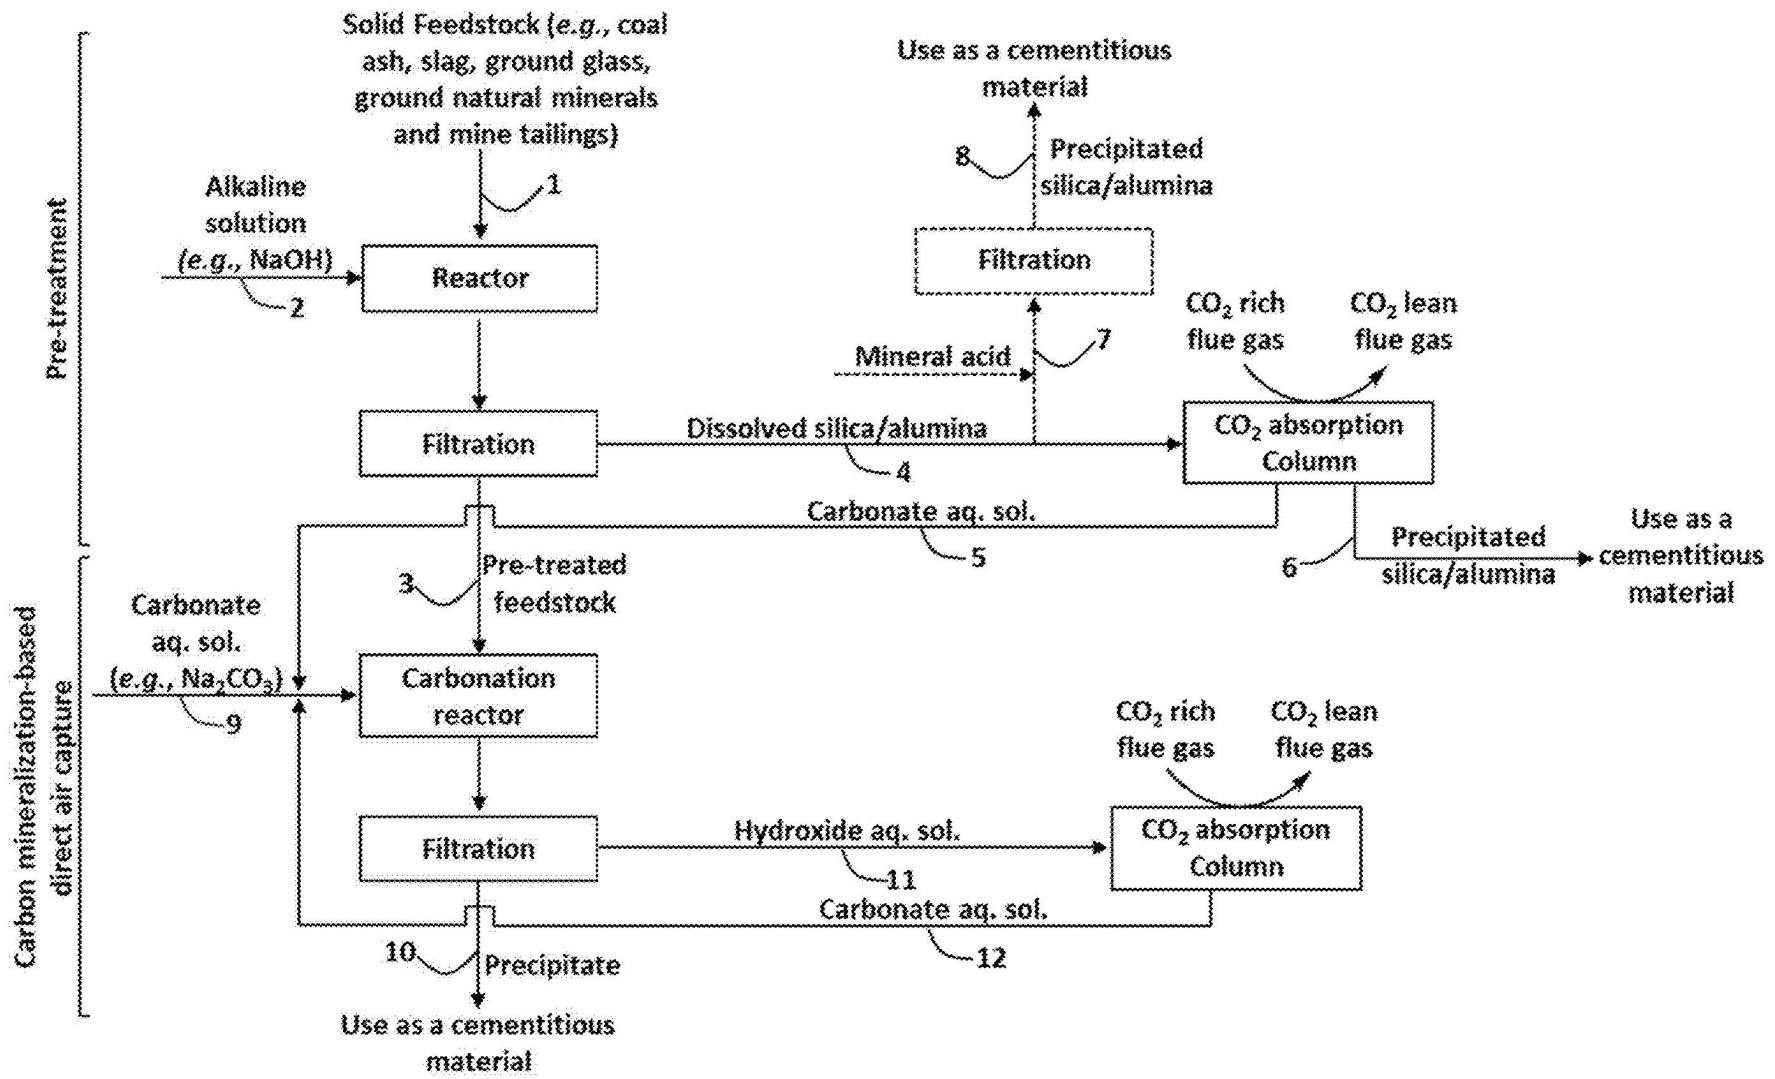 Solid Feedstock (e.g., coal
ash, slag, ground glass,
ground natural minerals
and mine tailings)
1
Use as a cementitious
material
8
Precipitated
silica/alumina
Pre-treatment
Alkaline
solution
(e.g., NaOH)
2
Reactor
Filtration
7
Mineral acid
CO₂ rich
flue gas
CO₂ lean
flue gas
Filtration
Dissolved silica/alumina
4
CO₂ absorption
Column
Carbonate aq. sol.
5
6
Precipitated
silica/alumina
Use as a
cementitious
material
3
Pre-treated
feedstock
Carbon mineralization-based
direct air capture
Carbonate
aq. sol.
(e.g., Na₂CO₃)
9
Carbonation
reactor
CO₂ rich
flue gas
CO₂ lean
flue gas
Filtration
Hydroxide aq. sol.
11
CO₂ absorption
Column
Carbonate aq. sol.
12
10
Precipitate
Use as a cementitious
material